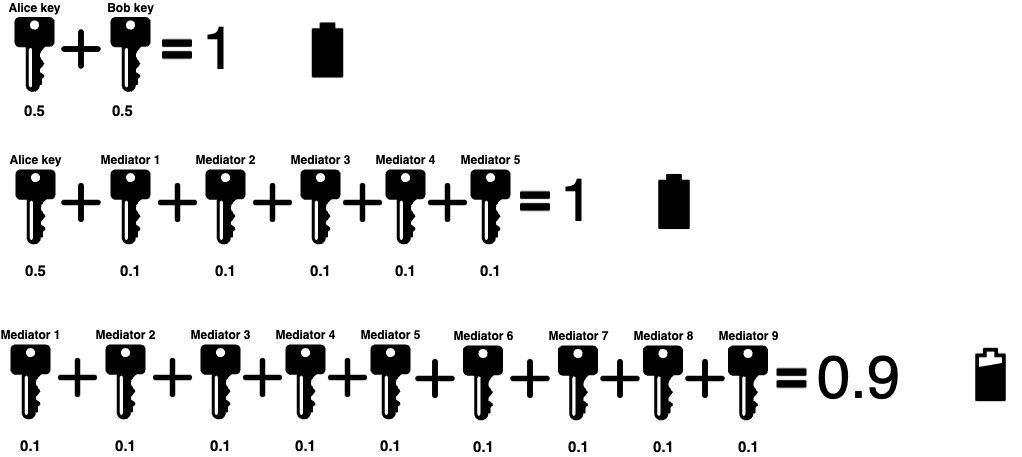 Alice key Bob key
+ = 1
0.5 0.5
Alice key Mediator 1 Mediator 2 Mediator 3 Mediator 4 Mediator 5
+ + + + + = 1
0.5 0.1 0.1 0.1 0.1 0.1
Mediator 1 Mediator 2 Mediator 3 Mediator 4 Mediator 5 Mediator 6 Mediator 7 Mediator 8 Mediator 9
+ + + + + + + + = 0.9
0.1 0.1 0.1 0.1 0.1 0.1 0.1 0.1 0.1